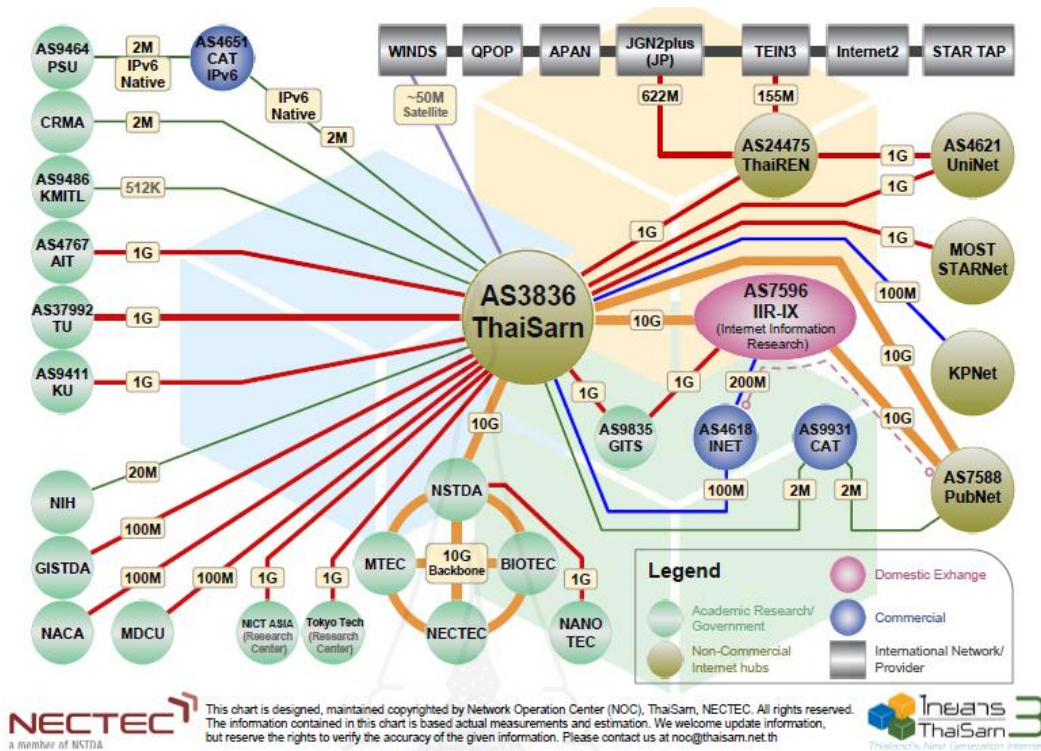 AS9464
PSU
2M
IPv6
Native
AS4651
CAT
IPv6
IPv6
Native
2M
WINDS
QPOP
APAN
JGN2plus
(JP)
TEIN3
Internet2
STAR TAP
~50M
Satellite
622M
155M
CRMA
2M
AS24475
ThaiREN
1G
AS4621
UniNet
AS9486
KMITL
512K
1G
AS4767
AIT
1G
1G
1G
MOST
STARNet
AS3836
ThaiSarn
AS7596
IIR-IX
(Internet Information
Research)
10G
100M
AS37992
TU
1G
10G
KPNet
AS9411
KU
1G
1G
1G
200M
10G
AS9835
GITS
AS4618
INET
AS9931
CAT
10G
20M
NIH
NSTDA
100M
2M
2M
AS7588
PubNet
100M
GISTDA
MTEC
10G
Backbone
BIOTEC
100M
100M
1G
1G
1G
NACA
MDCU
NICT ASIA
(Research
Center)
Tokyo Tech
(Research
Center)
NECTEC
NANO
TEC
Legend
Domestic Exhange
Academic Research/
Government
Commercial
Non-Commercial
Internet hubs
International Network/
Provider
NECTEC
a member of NSTDA
This chart is designed, maintained copyrighted by Network Operation Center (NOC), ThaiSarn, NECTEC. All rights reserved.
The information contained in this chart is based actual measurements and estimation. We welcome update information,
but reserve the rights to verify the accuracy of the given information. Please contact us at noc@thaisarn.net.th
ThaiSarn 3
Thailand's Next Generation Internet